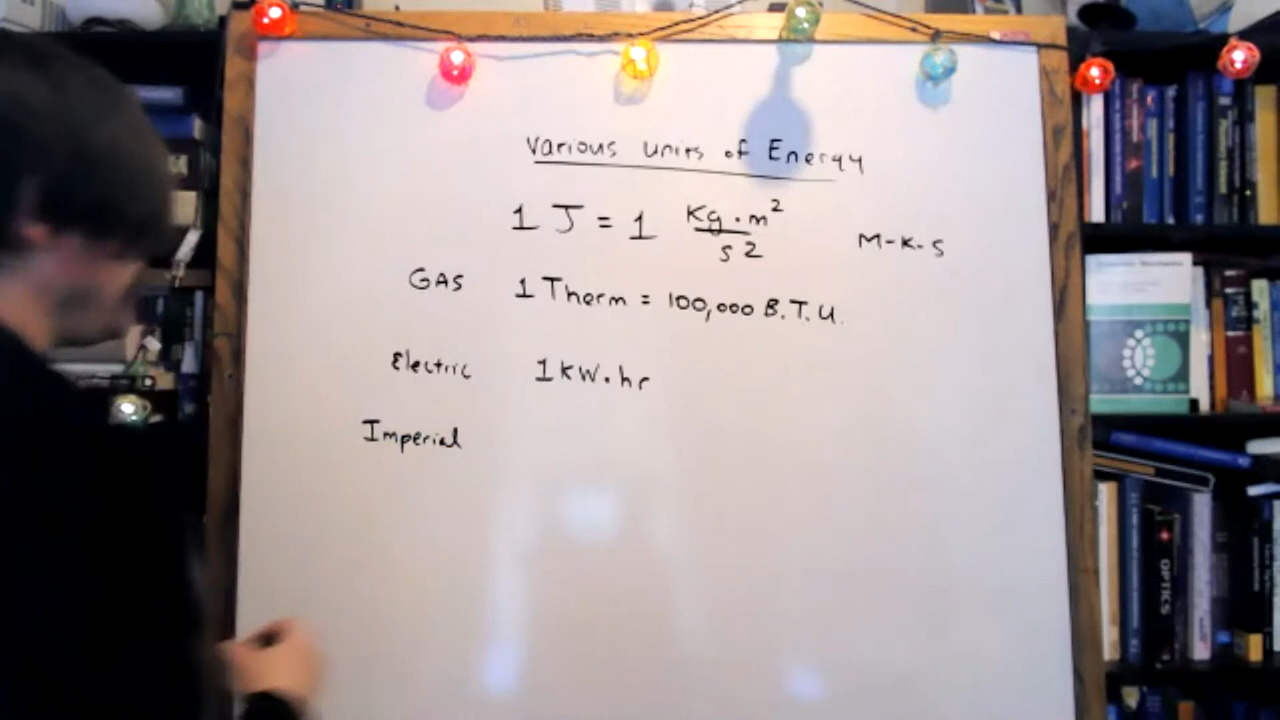 Various units of Energy
1 J = 1 Kg·m²/s² M-K-S
GAS 1 Therm = 100,000 B.T.U.
Electric 1 kW·hr
Imperial
OPTICS